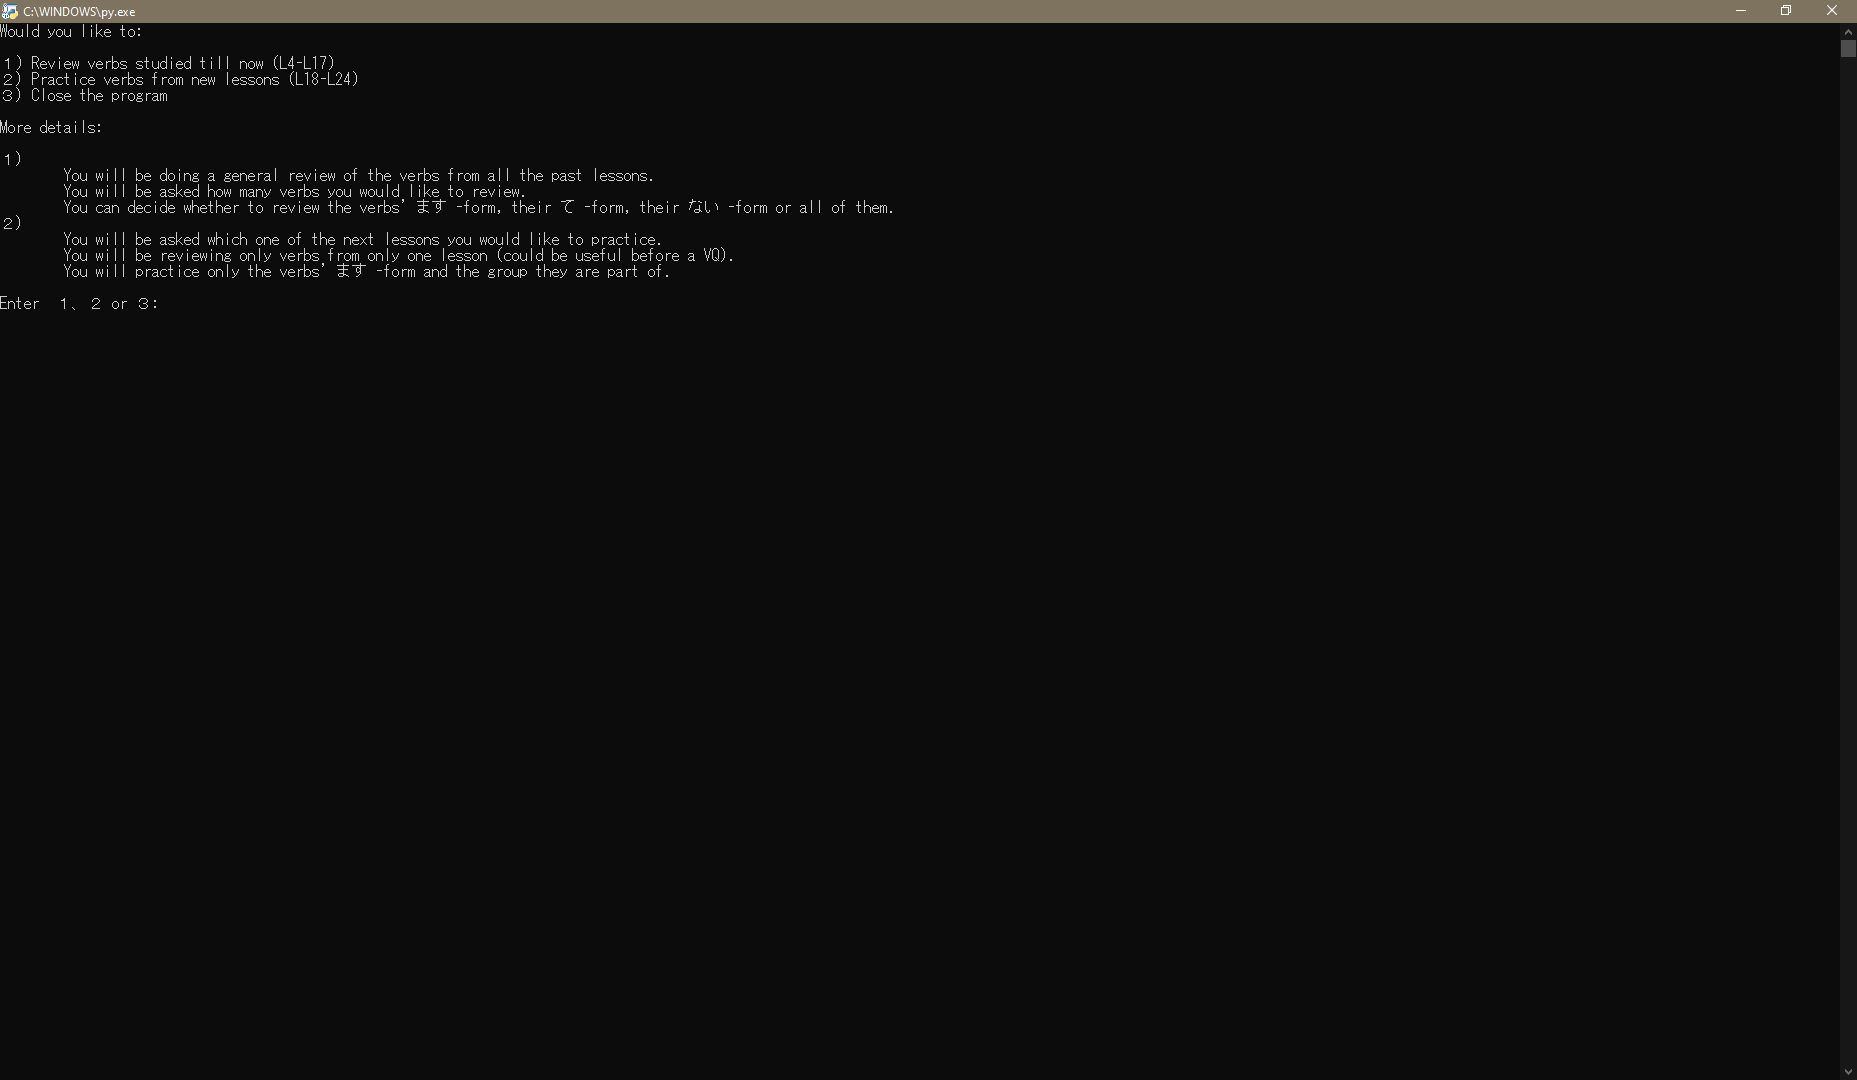 C:\WINDOWS\py.exe
Would you like to:
１）Review verbs studied till now (L4-L17)
２）Practice verbs from new lessons (L18-L24)
３）Close the program
More details:
１）
You will be doing a general review of the verbs from all the past lessons.
You will be asked how many verbs you would like to review.
You can decide whether to review the verbs' ます -form, their て -form, their ない -form or all of them.
２）
You will be asked which one of the next lessons you would like to practice.
You will be reviewing only verbs from only one lesson (could be useful before a VQ).
You will practice only the verbs' ます -form and the group they are part of.
Enter １、２ or ３: